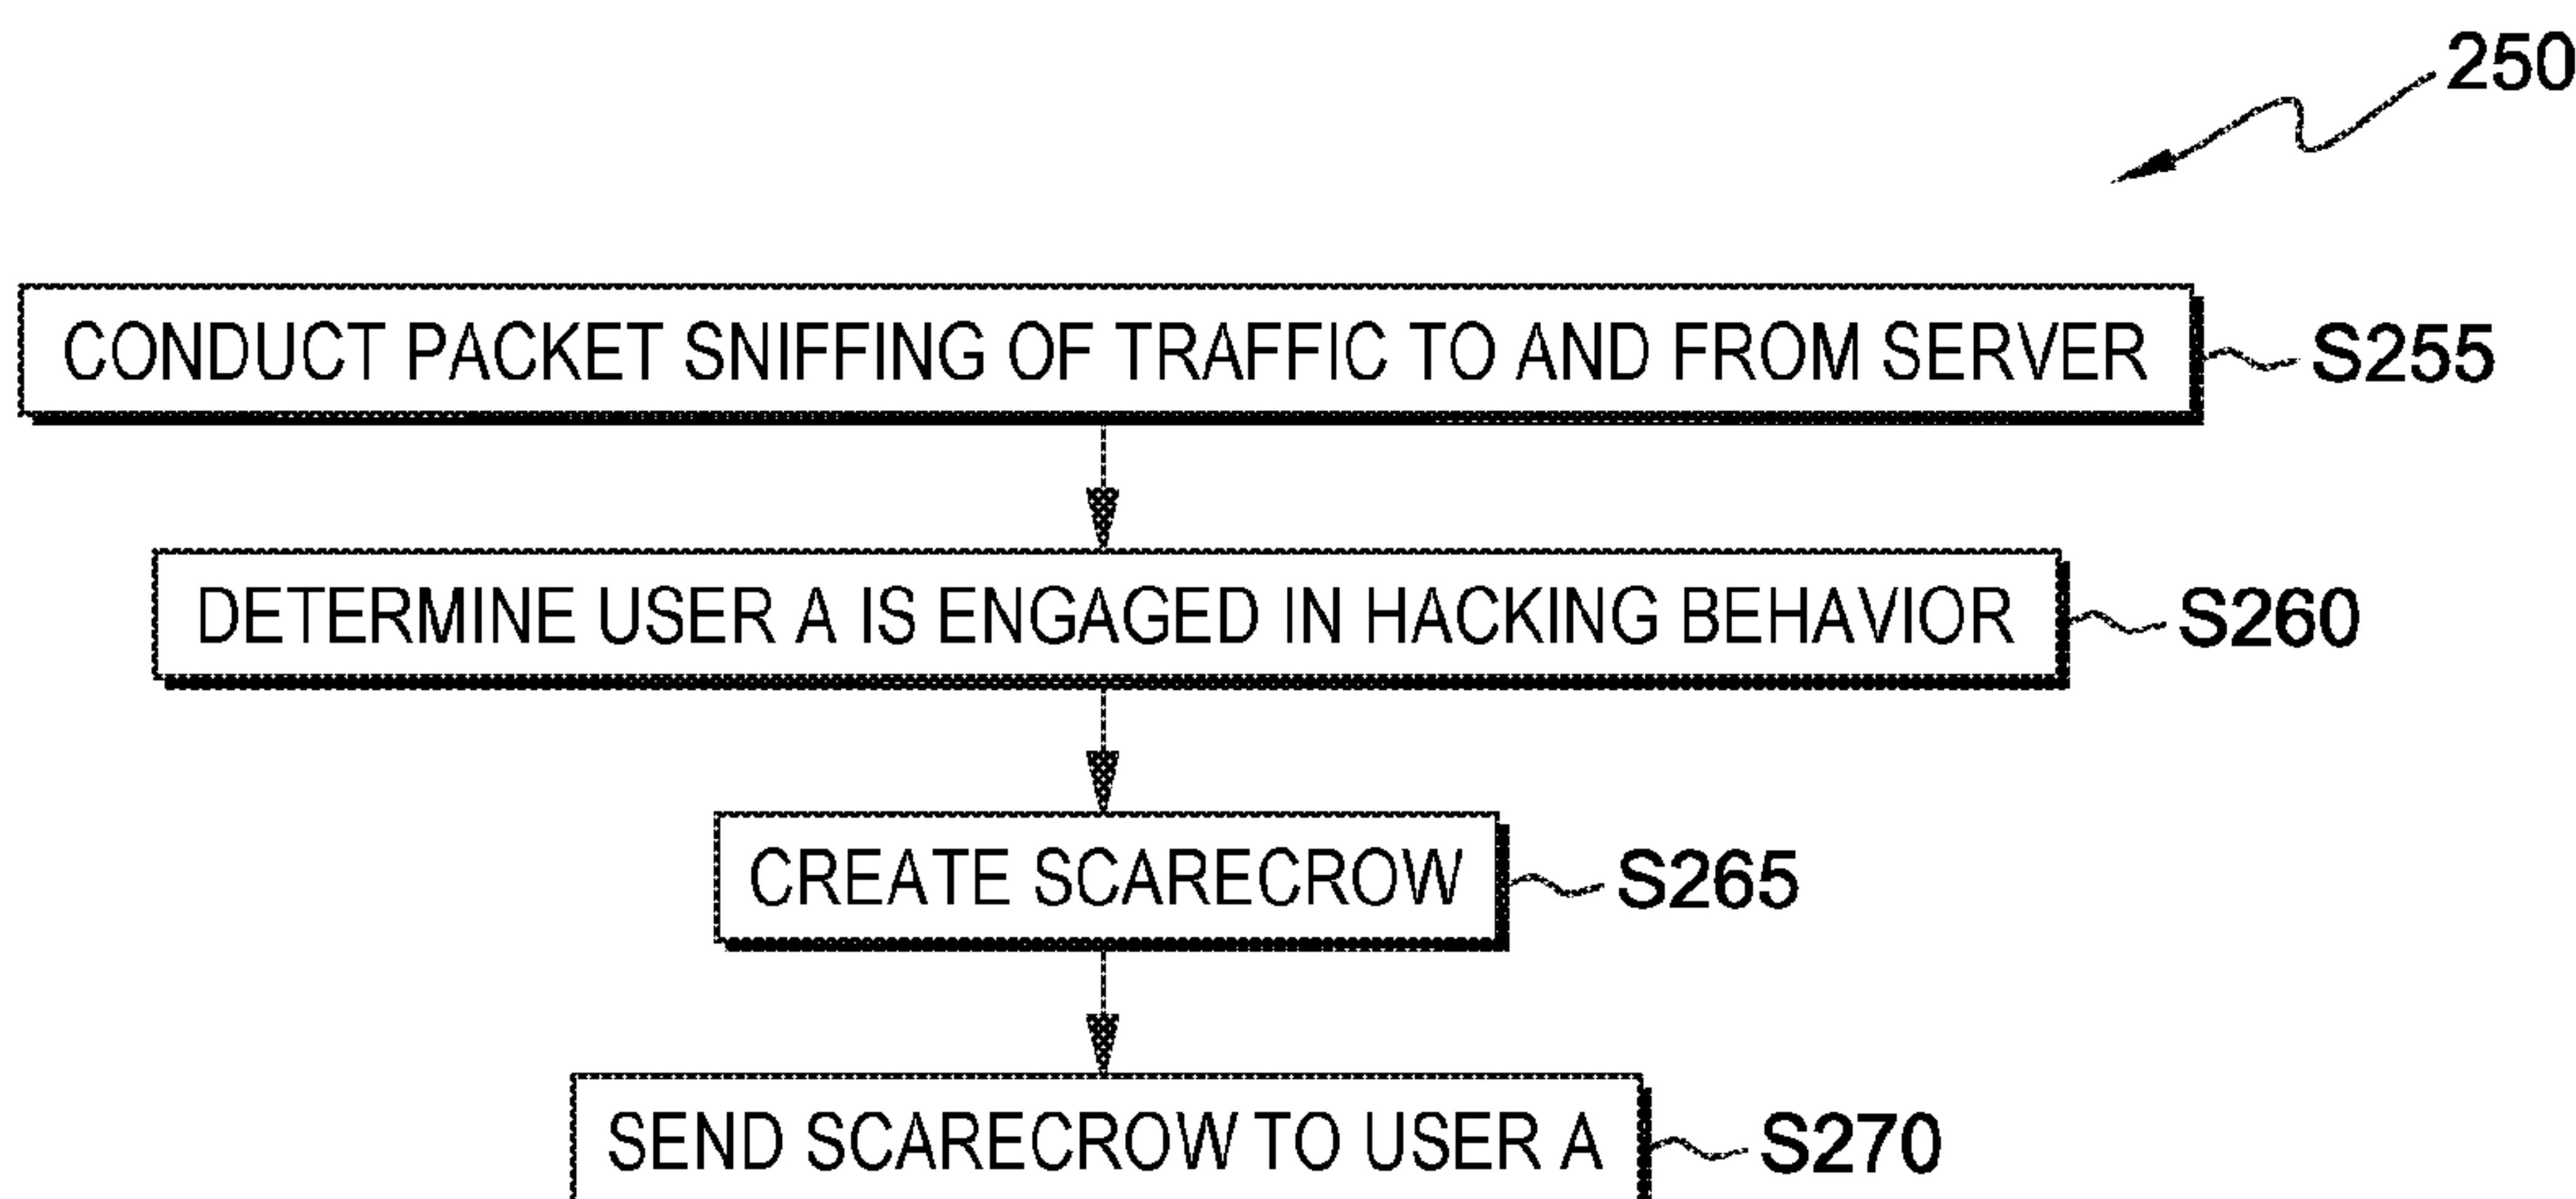 250
CONDUCT PACKET SNIFFING OF TRAFFIC TO AND FROM SERVER
S255
DETERMINE USER A IS ENGAGED IN HACKING BEHAVIOR
S260
CREATE SCARECROW
S265
SEND SCARECROW TO USER A
S270